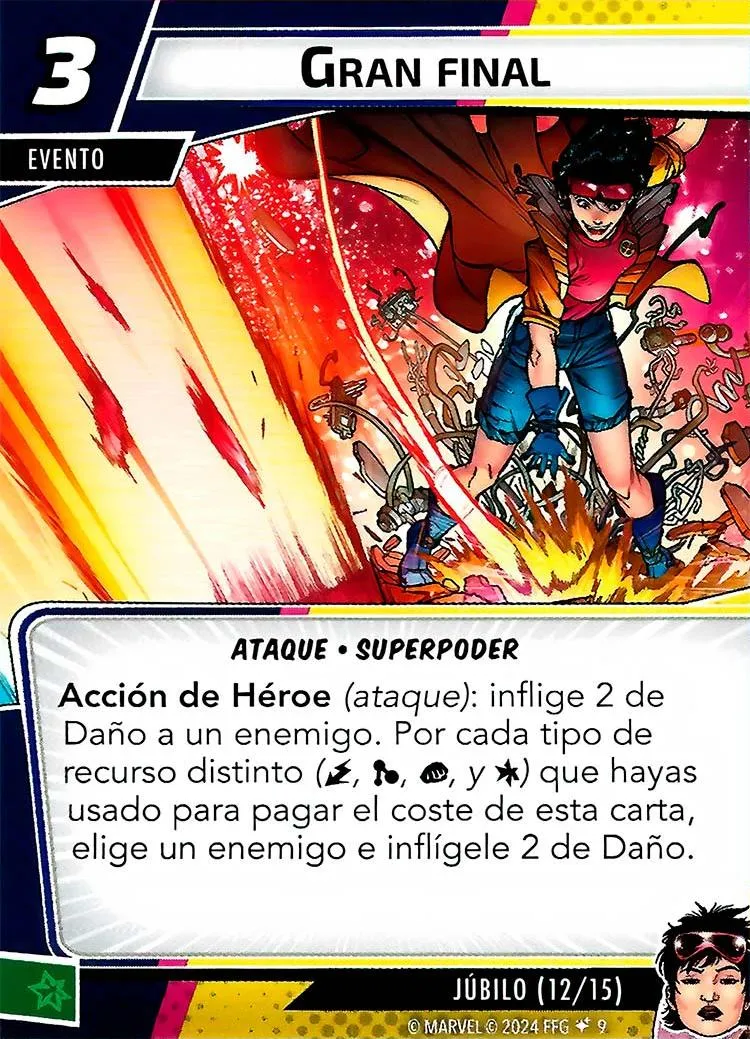 3
GRAN FINAL
EVENTO
ATAQUE • SUPERPODER
Acción de Héroe (ataque): inflige 2 de
Daño a un enemigo. Por cada tipo de
recurso distinto ( , , , y ) que hayas
usado para pagar el coste de esta carta,
elige un enemigo e inflígele 2 de Daño.
JÚBILO (12/15)
© MARVEL © 2024 FFG 9